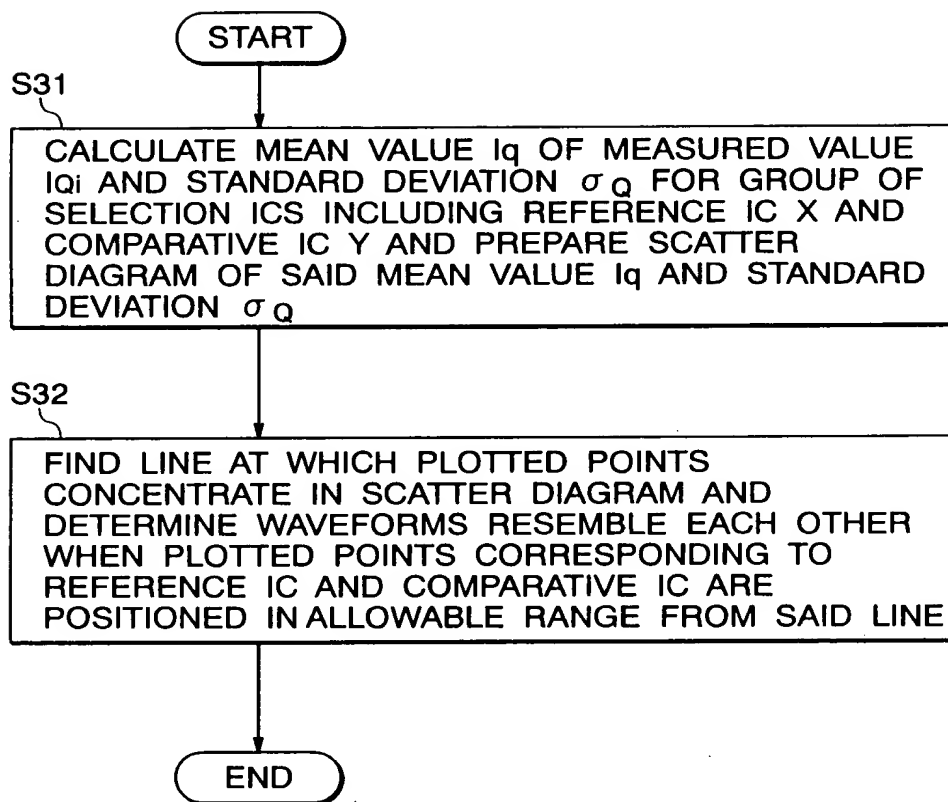 START
S31
CALCULATE MEAN VALUE Iq OF MEASURED VALUE
IQi AND STANDARD DEVIATION σQ FOR GROUP OF
SELECTION ICS INCLUDING REFERENCE IC X AND
COMPARATIVE IC Y AND PREPARE SCATTER
DIAGRAM OF SAID MEAN VALUE Iq AND STANDARD
DEVIATION σQ
S32
FIND LINE AT WHICH PLOTTED POINTS
CONCENTRATE IN SCATTER DIAGRAM AND
DETERMINE WAVEFORMS RESEMBLE EACH OTHER
WHEN PLOTTED POINTS CORRESPONDING TO
REFERENCE IC AND COMPARATIVE IC ARE
POSITIONED IN ALLOWABLE RANGE FROM SAID LINE
END